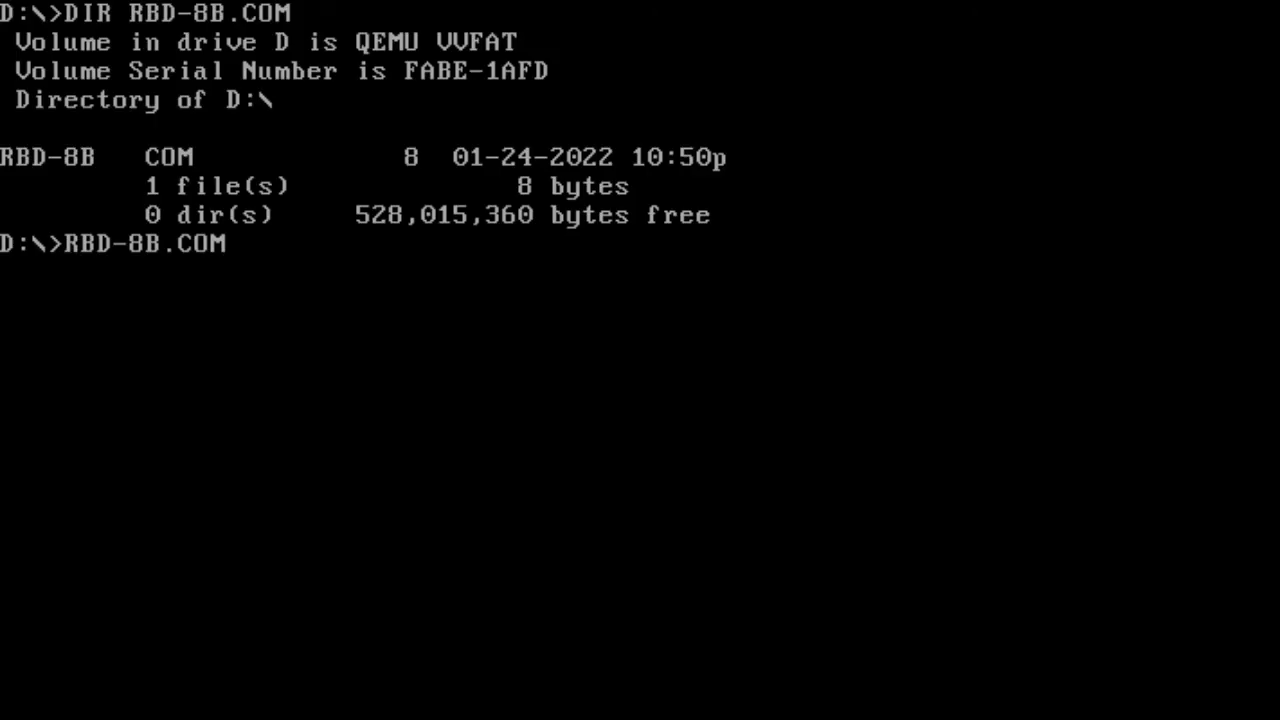 D:\>DIR RBD-8B.COM
Volume in drive D is QEMU VVFAT
Volume Serial Number is FABE-1AFD
Directory of D:\
RBD-8B   COM             8  01-24-2022 10:50p
1 file(s)              8 bytes
0 dir(s)     528,015,360 bytes free
D:\>RBD-8B.COM